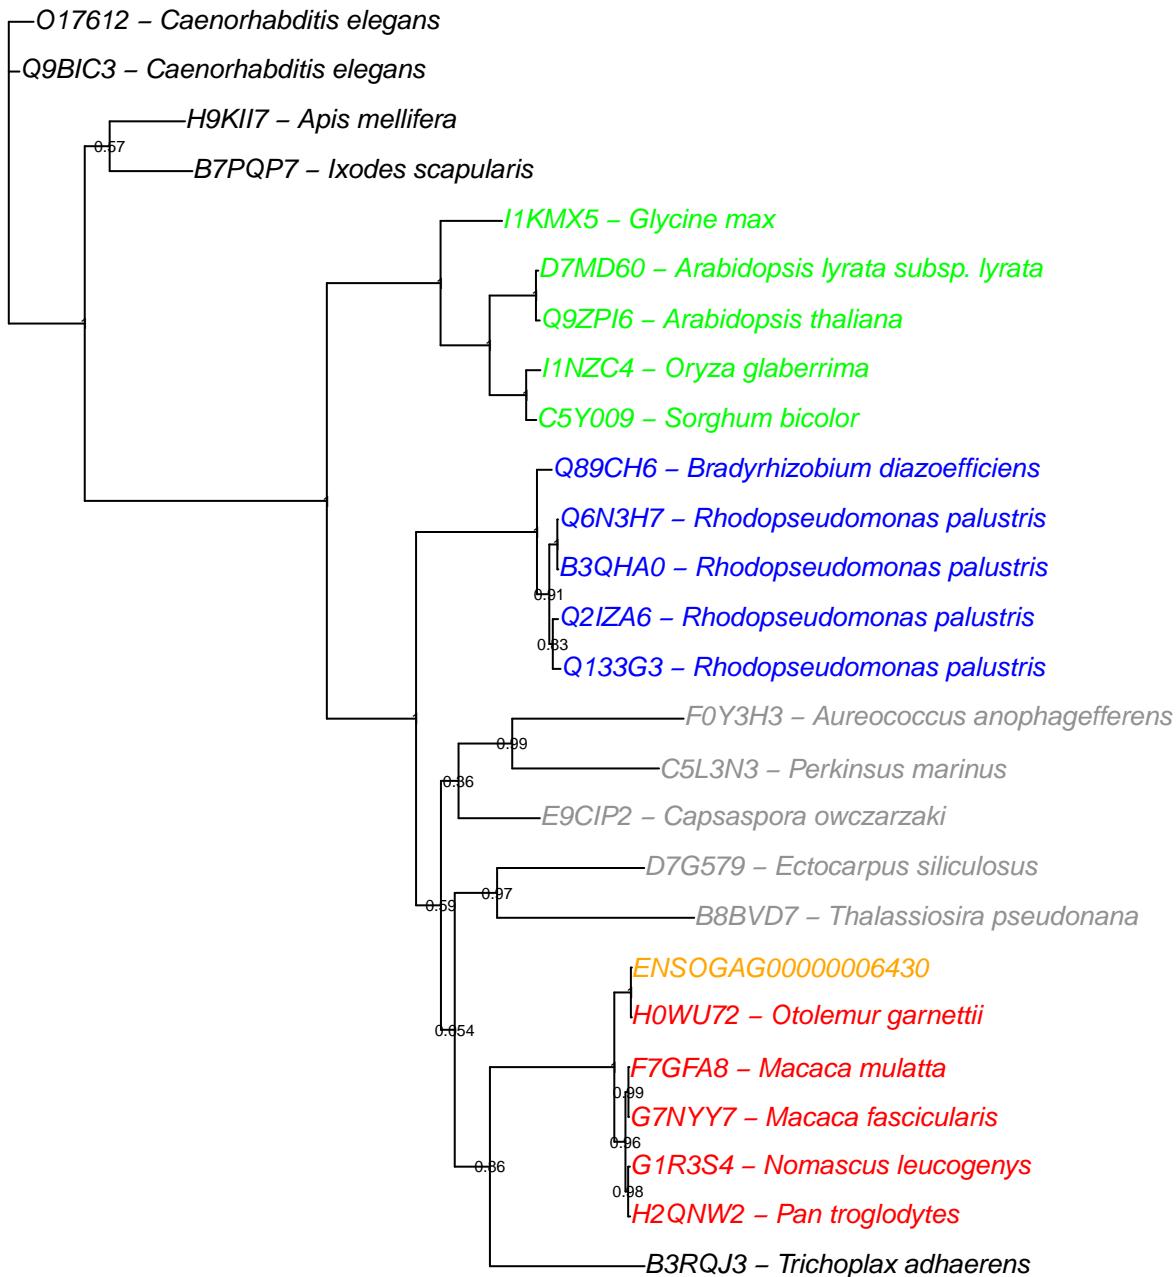 O17612 – Caenorhabditis elegans
Q9BIC3 – Caenorhabditis elegans
H9KII7 – Apis mellifera
0.57
B7PQP7 – Ixodes scapularis
I1KMX5 – Glycine max
D7MD60 – Arabidopsis lyrata subsp. lyrata
Q9ZPI6 – Arabidopsis thaliana
I1NZC4 – Oryza glaberrima
C5Y009 – Sorghum bicolor
Q89CH6 – Bradyrhizobium diazoefficiens
Q6N3H7 – Rhodopseudomonas palustris
B3QHA0 – Rhodopseudomonas palustris
0.91
Q2IZA6 – Rhodopseudomonas palustris
0.83
Q133G3 – Rhodopseudomonas palustris
F0Y3H3 – Aureococcus anophagefferens
0.99
C5L3N3 – Perkinsus marinus
0.86
E9CIP2 – Capsaspora owczarzaki
D7G579 – Ectocarpus siliculosus
0.97
0.59
B8BVD7 – Thalassiosira pseudonana
ENSOGAG00000006430
H0WU72 – Otolemur garnettii
0.054
F7GFA8 – Macaca mulatta
0.99
G7NYY7 – Macaca fascicularis
0.96
G1R3S4 – Nomascus leucogenys
0.86
0.98
H2QNW2 – Pan troglodytes
B3RQJ3 – Trichoplax adhaerens